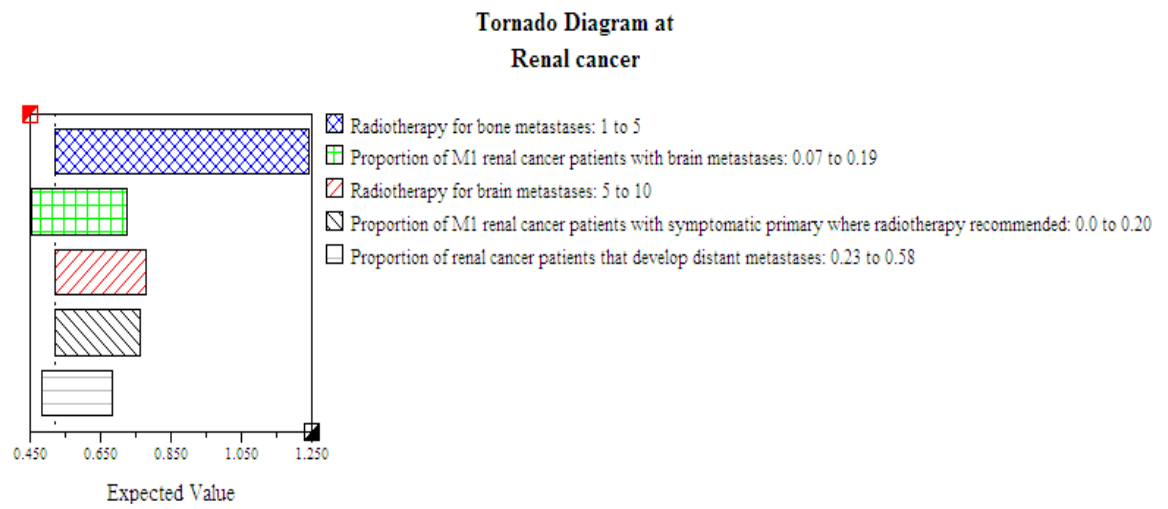 Tornado Diagram at
Renal cancer
Radiotherapy for bone metastases: 1 to 5
Proportion of M1 renal cancer patients with brain metastases: 0.07 to 0.19
Radiotherapy for brain metastases: 5 to 10
Proportion of M1 renal cancer patients with symptomatic primary where radiotherapy recommended: 0.0 to 0.20
Proportion of renal cancer patients that develop distant metastases: 0.23 to 0.58
0.450 0.650 0.850 1.050 1.250
Expected Value